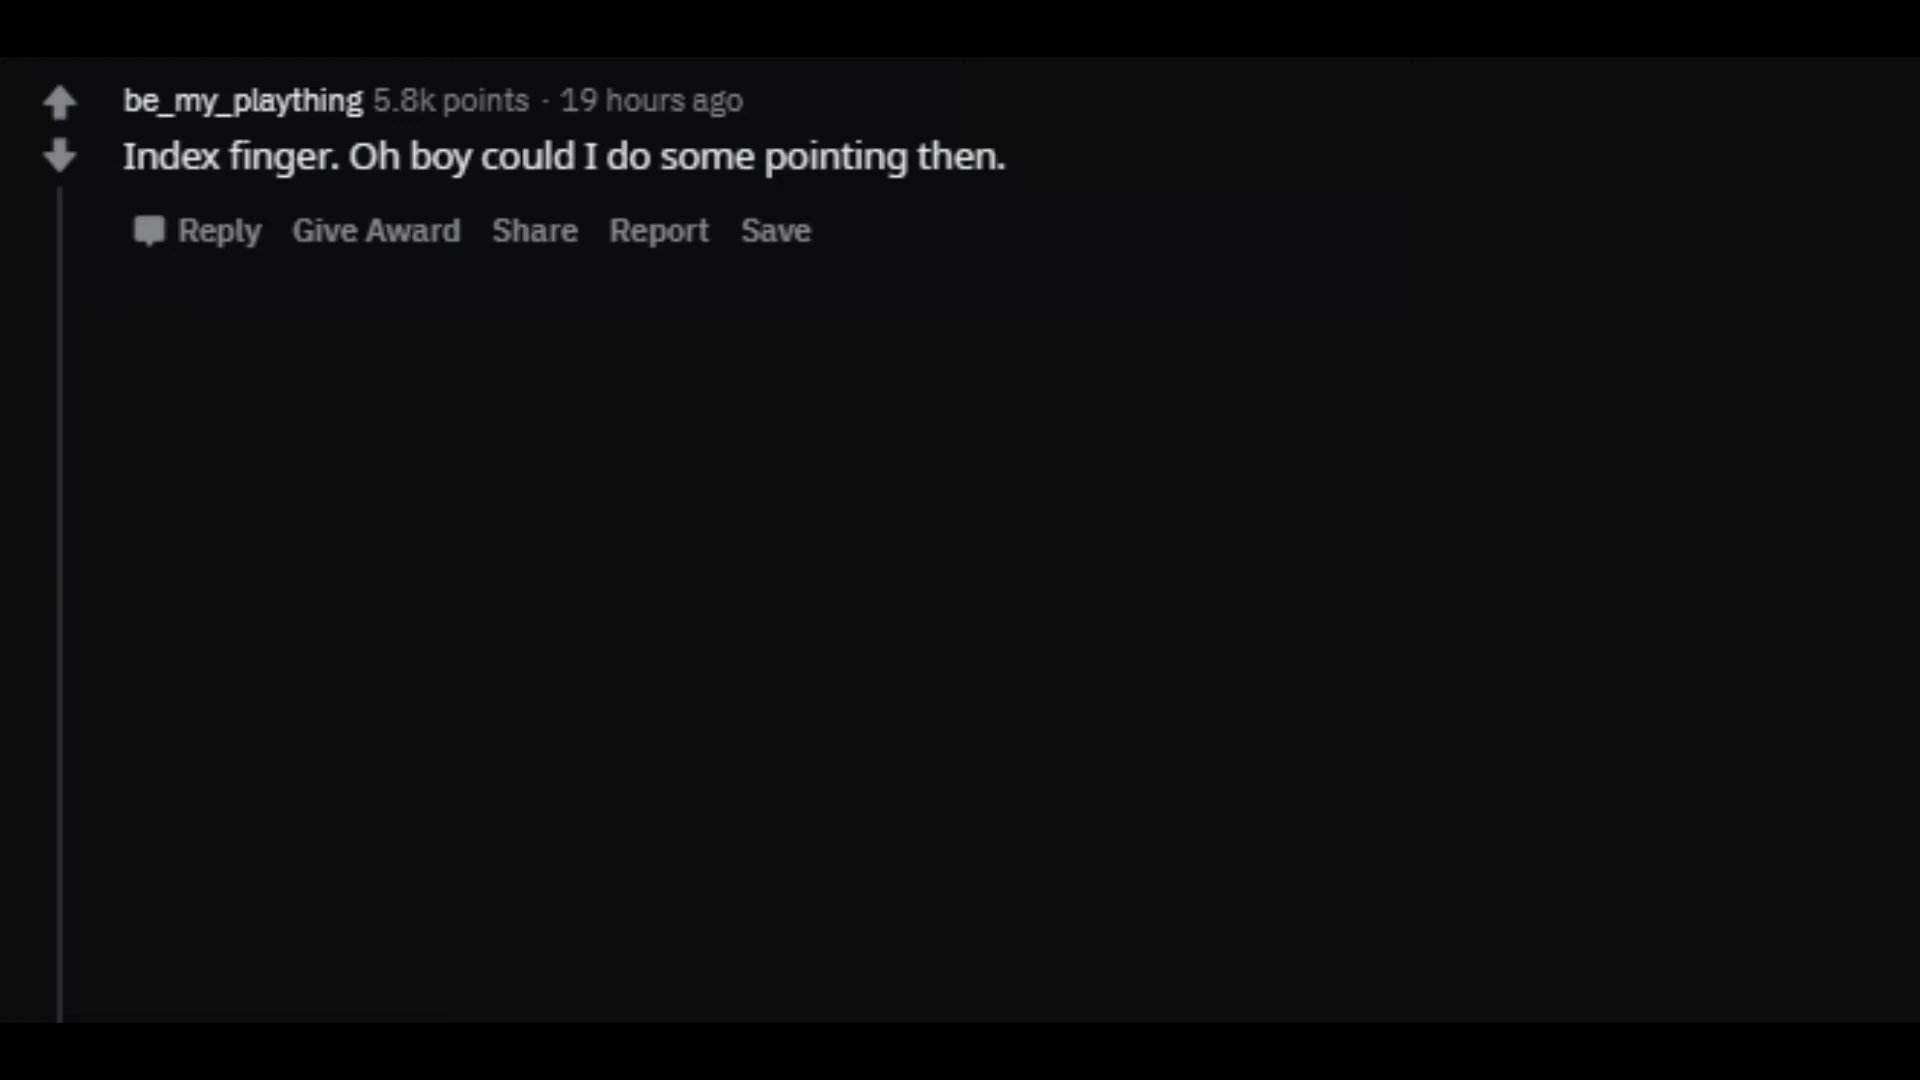 be_my_plaything 5.8k points · 19 hours ago
Index finger. Oh boy could I do some pointing then.
Reply Give Award Share Report Save